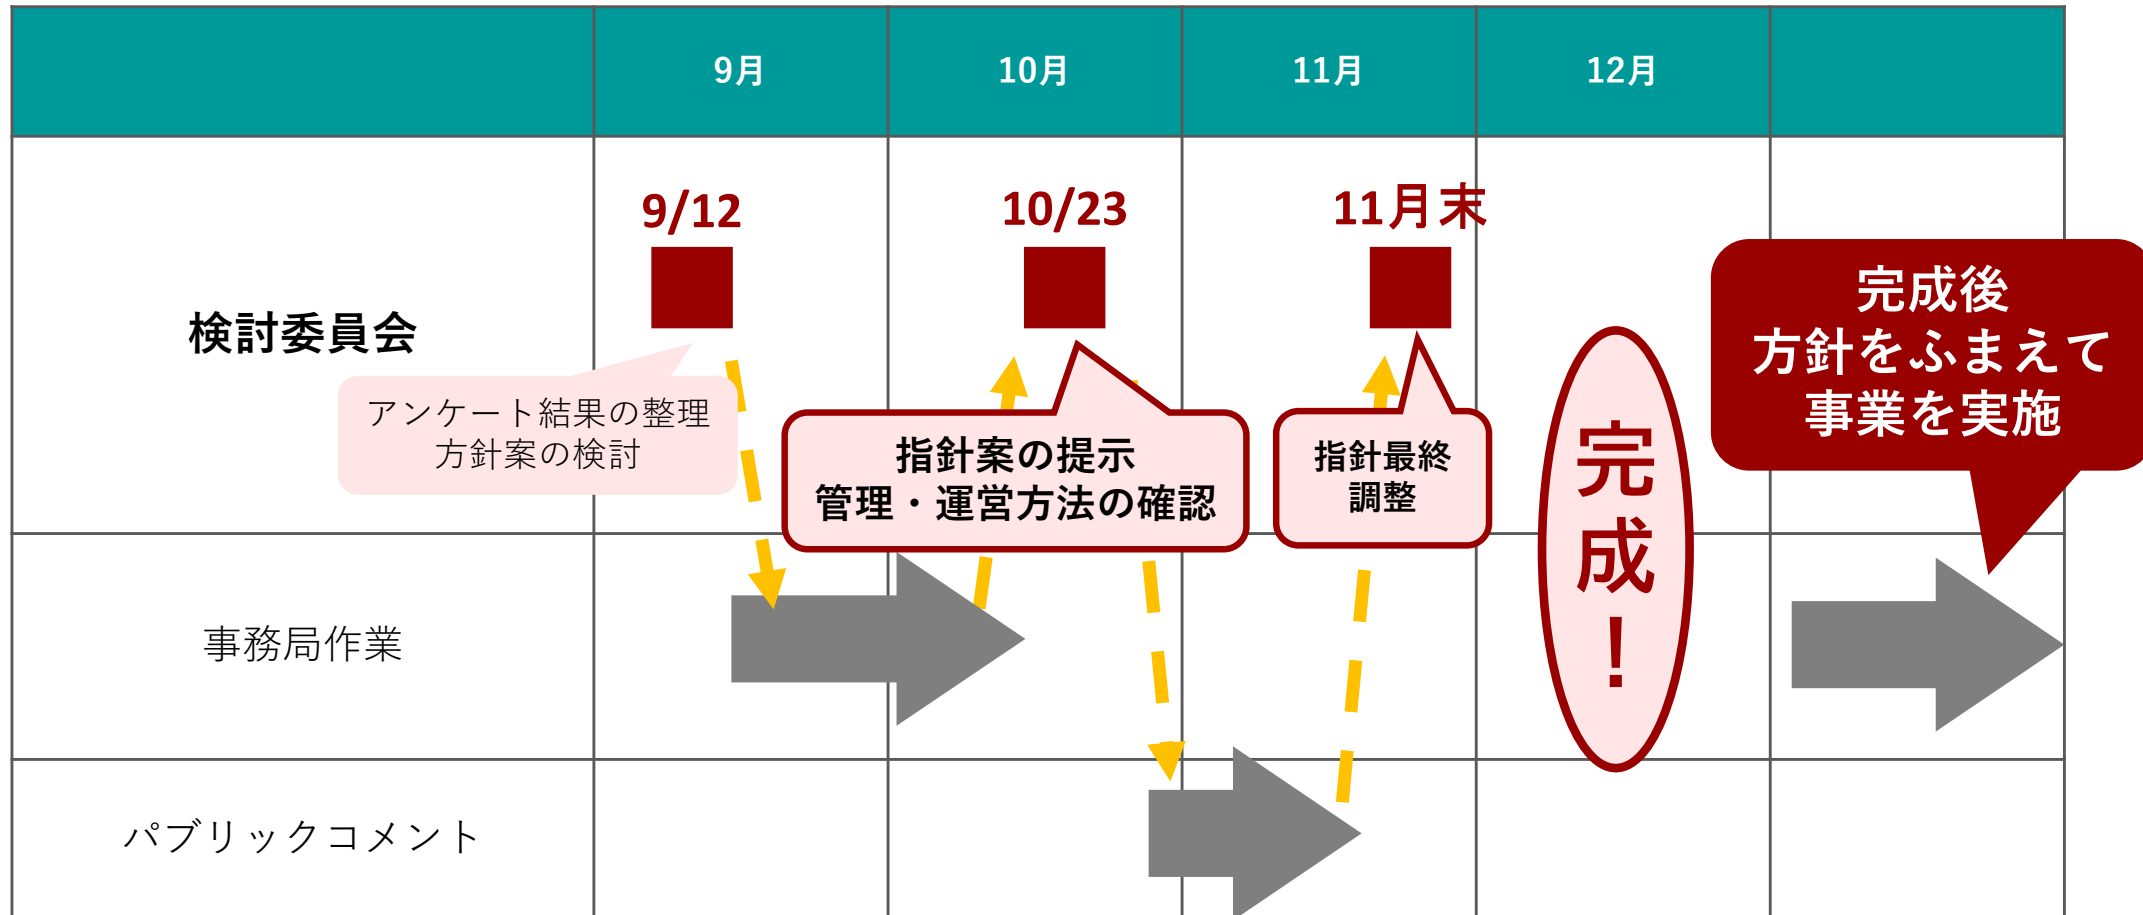 9月
10月
11月
12月
検討委員会
9/12
10/23
11月末
アンケート結果の整理
方針案の検討
指針案の提示
管理・運営方法の確認
指針最終
調整
完成！
完成後
方針をふまえて
事業を実施
事務局作業
パブリックコメント